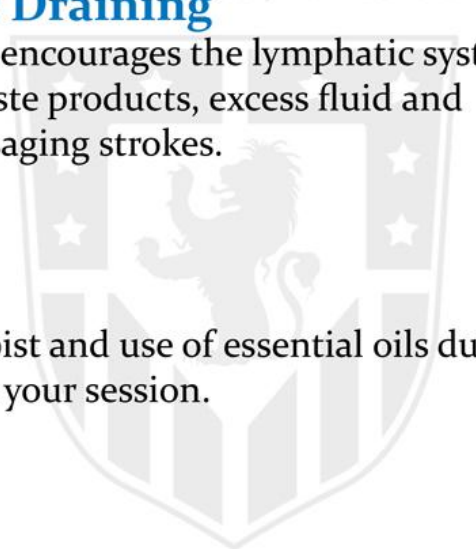 Draining
encourages the lymphatic syst
ste products, excess fluid and
aging strokes.
ist and use of essential oils du
your session.